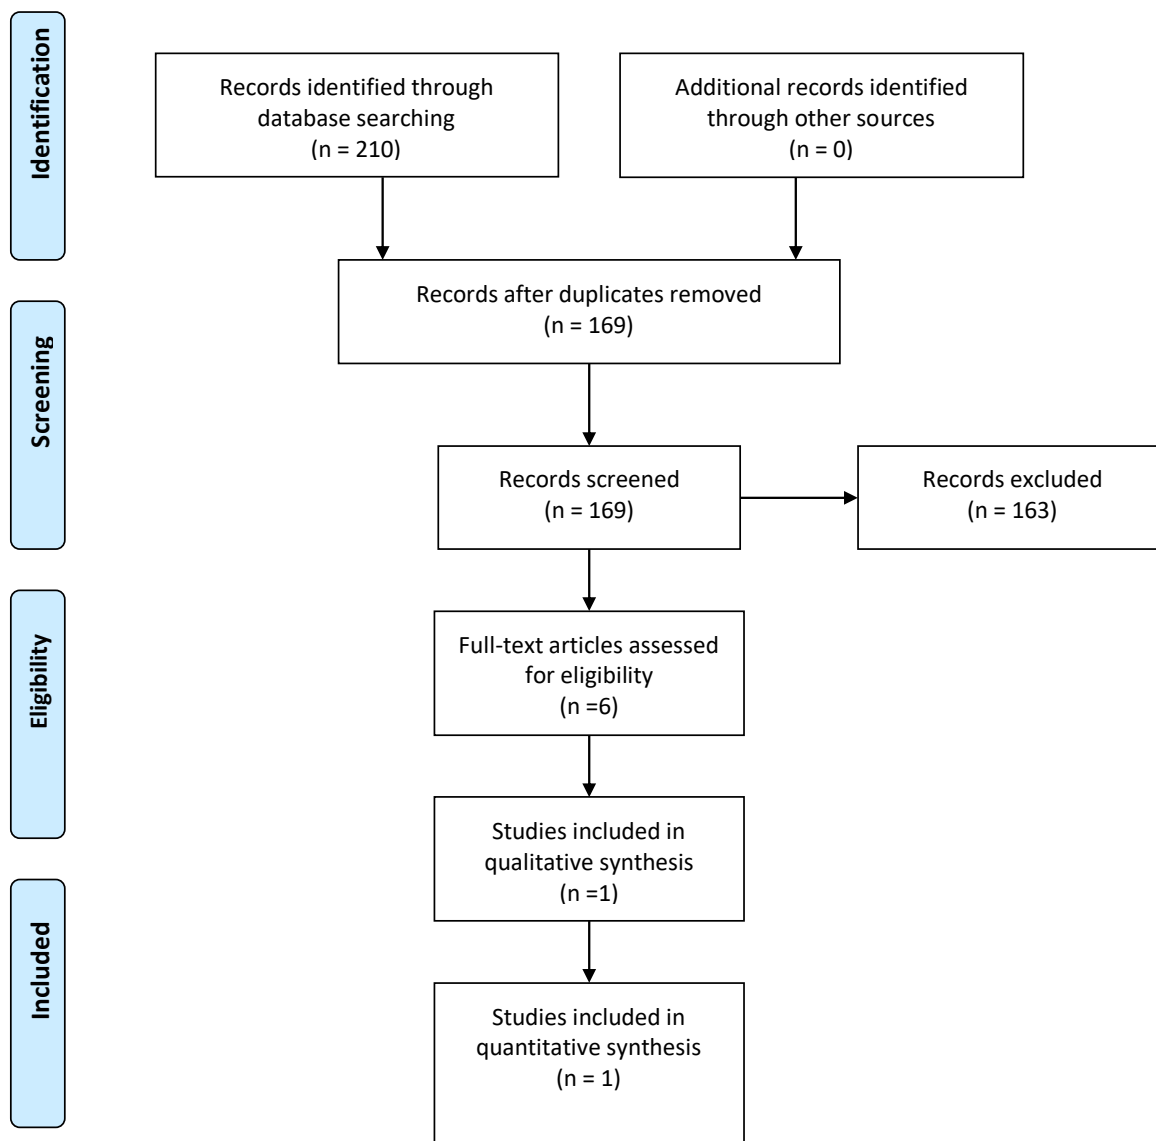 Identification
Records identified through
database searching
(n = 210)
Additional records identified
through other sources
(n = 0)
Records after duplicates removed
(n = 169)
Screening
Records screened
(n = 169)
Records excluded
(n = 163)
Eligibility
Full-text articles assessed
for eligibility
(n =6)
Studies included in
qualitative synthesis
(n =1)
Included
Studies included in
quantitative synthesis
(n = 1)